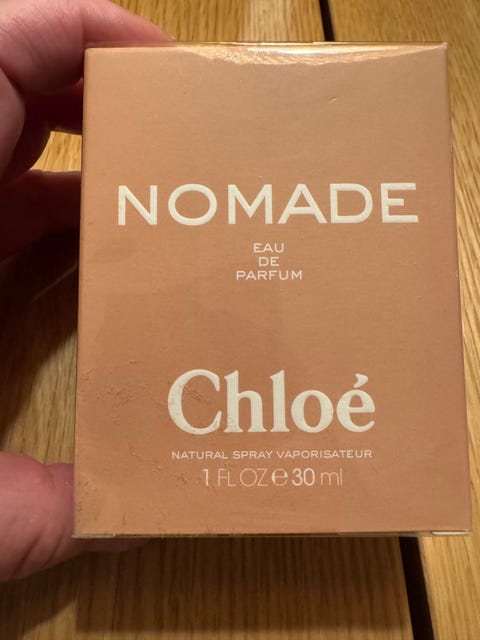 NOMADE
EAU
DE
PARFUM
Chloé
NATURAL SPRAY VAPORISATEUR
1 FL OZ ℮ 30 ml